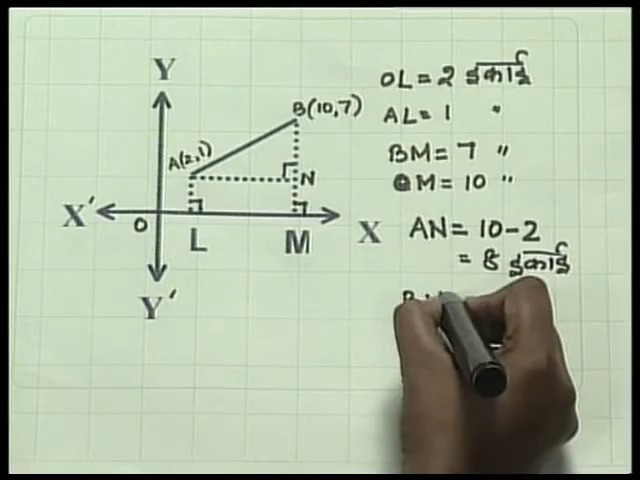 Y
B(10,7)
A(2,1)
N
X'
O
L
M
X
Y'
OL = 2 इकाई
AL = 1 "
BM = 7 "
OM = 10 "
AN = 10 - 2
= 8 इकाई
B